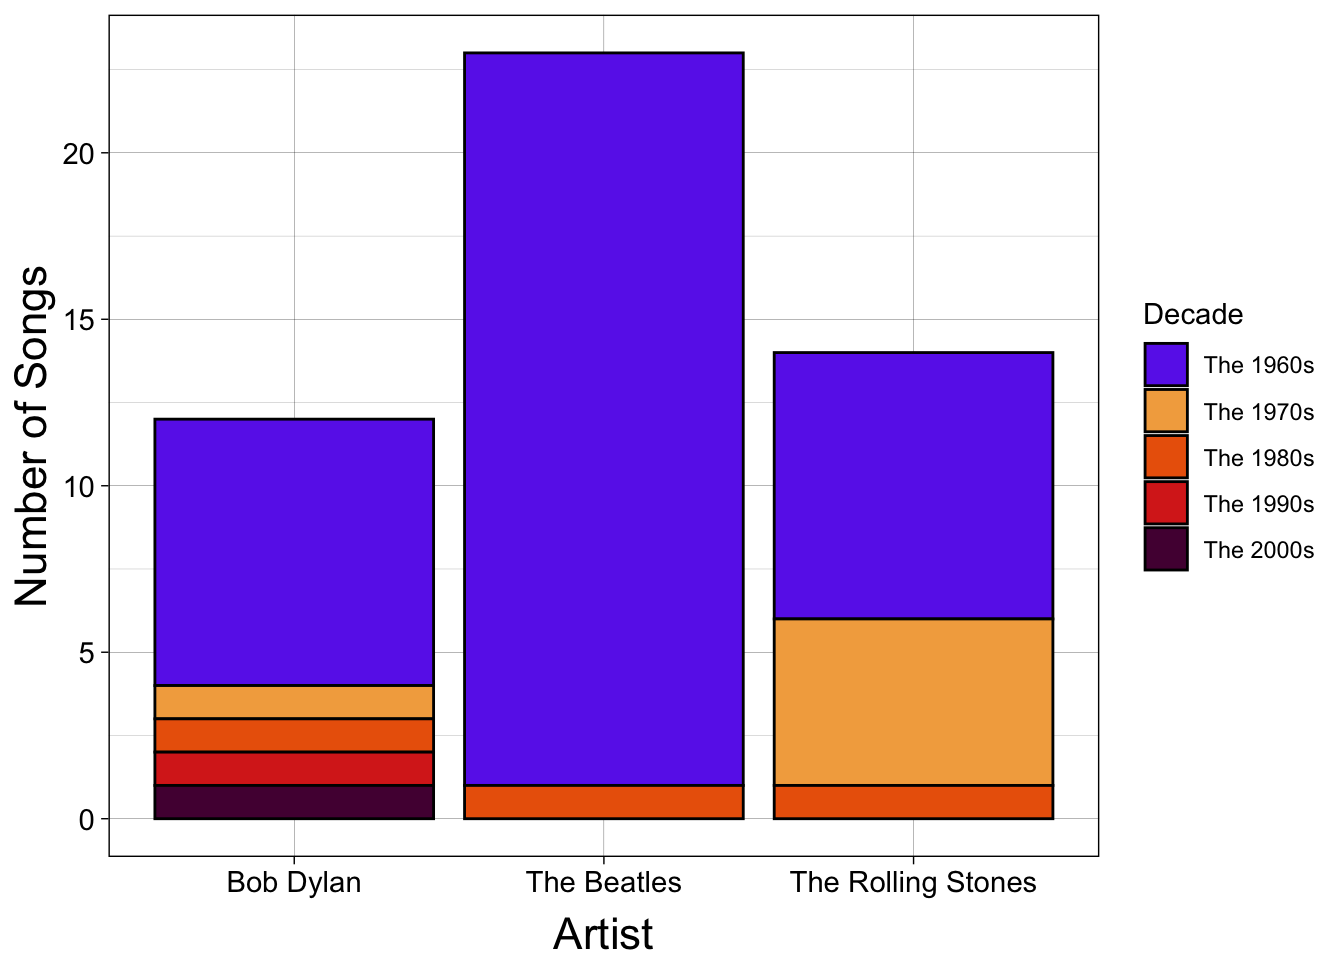 Number of Songs
20
15
10
5
0
Bob Dylan
The Beatles
The Rolling Stones
Artist
Decade
The 1960s
The 1970s
The 1980s
The 1990s
The 2000s